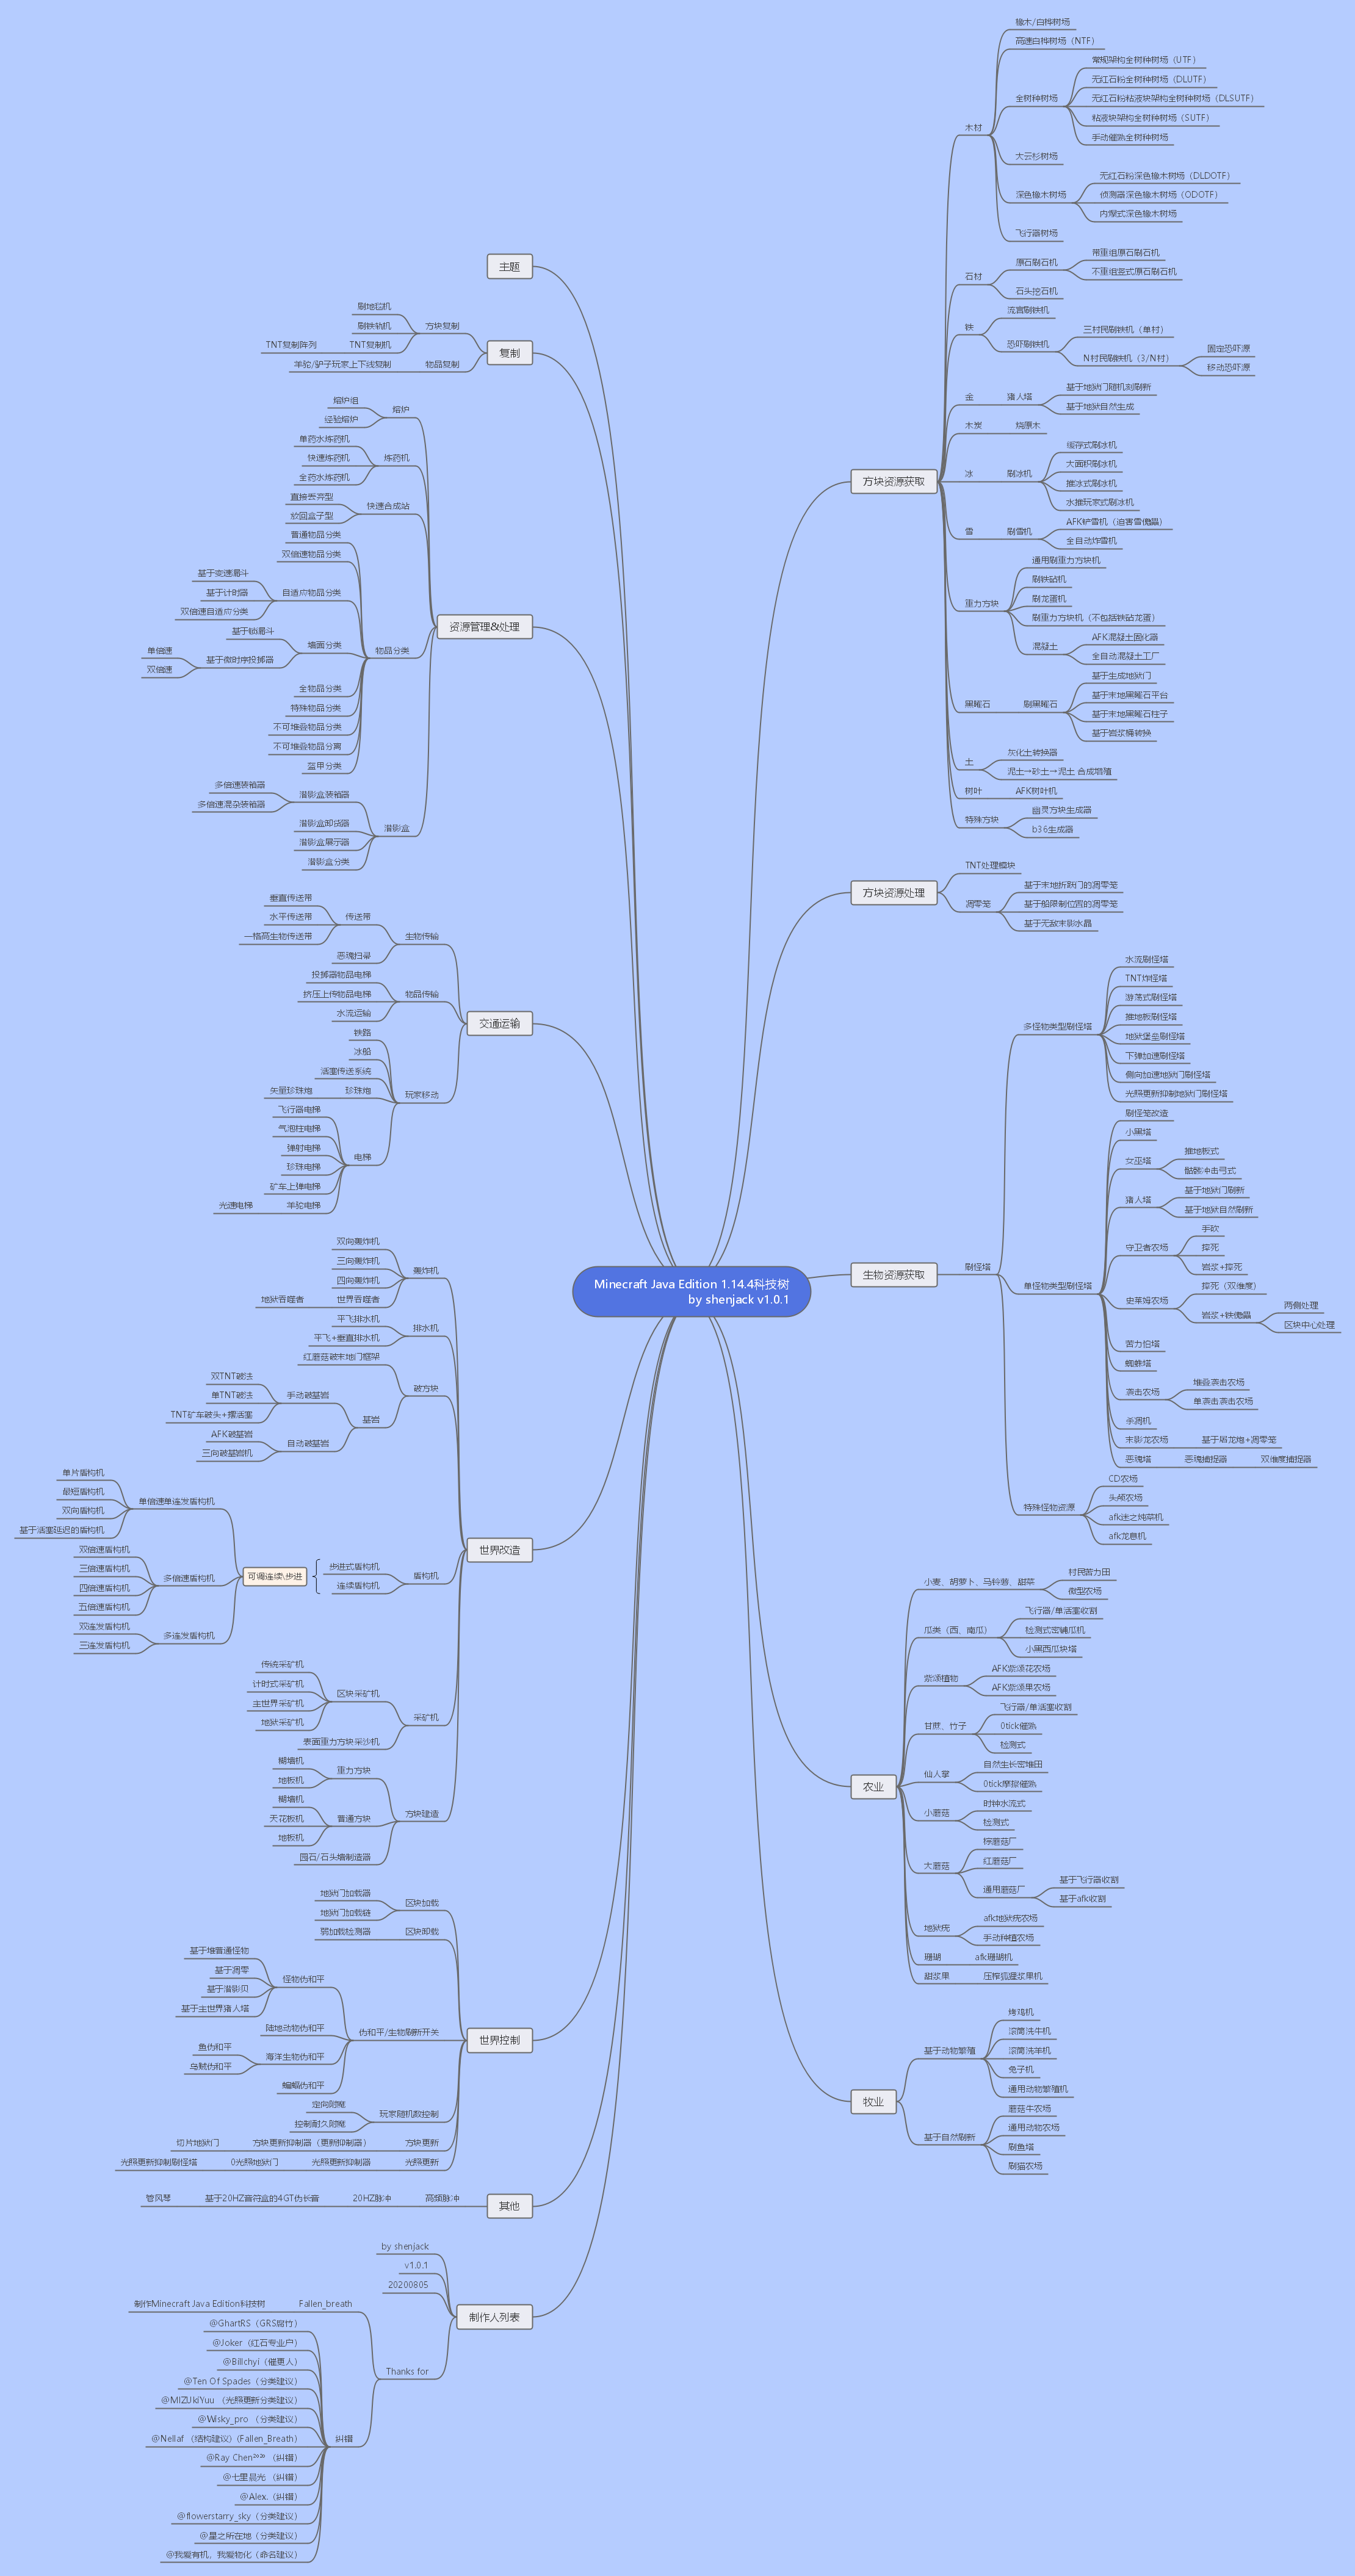 Minecraft Java Edition 1.14.4科技树
by shenjack v1.0.1
方块资源获取
木材
橡木/白桦树场
高速白桦树场（NTF）
全树种树场
常规架构全树种树场（UTF）
无红石粉全树种树场（DLUTF）
无红石粉粘液块架构全树种树场（DLSUTF）
粘液块架构全树种树场（SUTF）
手动催熟全树种树场
大云杉树场
深色橡木树场
无红石粉深色橡木树场（DLDOTF）
侦测器深色橡木树场（ODOTF）
内爆式深色橡木树场
飞行器树场
石材
原石刷石机
带重组原石刷石机
不重组竖式原石刷石机
石头挖石机
铁
流宫刷铁机
恐吓刷铁机
三村民刷铁机（单村）
N村民刷铁机（3/N村）
固定恐吓源
移动恐吓源
金
猪人塔
基于地狱门随机刻刷新
基于地狱自然生成
木炭
烧原木
冰
刷冰机
缓存式刷冰机
大面积刷冰机
推冰式刷冰机
水推玩家式刷冰机
雪
刷雪机
AFK铲雪机（迫害雪傀儡）
全自动炸雪机
重力方块
通用刷重力方块机
刷铁砧机
刷龙蛋机
刷重力方块机（不包括铁砧龙蛋）
混凝土
AFK混凝土固化器
全自动混凝土工厂
黑曜石
刷黑曜石
基于生成地狱门
基于末地黑曜石平台
基于末地黑曜石柱子
基于岩浆桶转换
土
灰化土转换器
泥土→砂土→泥土 合成增殖
树叶
AFK树叶机
特殊方块
幽灵方块生成器
b36生成器
方块资源处理
TNT处理模块
凋零笼
基于末地折跃门的凋零笼
基于船限制位置的凋零笼
基于无敌末影水晶
生物资源获取
刷怪塔
多怪物类型刷怪塔
水流刷怪塔
TNT炸怪塔
游荡式刷怪塔
推地板刷怪塔
地狱堡垒刷怪塔
下弹加速刷怪塔
侧向加速地狱门刷怪塔
光照更新抑制地狱门刷怪塔
单怪物类型刷怪塔
刷怪笼改造
小黑塔
女巫塔
推地板式
骷髅冲击弓式
猪人塔
基于地狱门刷新
基于地狱自然刷新
守卫者农场
手砍
摔死
岩浆+摔死
史莱姆农场
摔死（双维度）
岩浆+铁傀儡
两侧处理
区块中心处理
苦力怕塔
蜘蛛塔
袭击农场
堆叠袭击农场
单袭击袭击农场
杀凋机
末影龙农场
基于屠龙炮+凋零笼
恶魂塔
恶魂捕捉器
双维度捕捉器
特殊怪物资源
CD农场
头颅农场
afk迷之炖菜机
afk龙息机
农业
小麦、胡萝卜、马铃薯、甜菜
村民苦力田
微型农场
瓜类（西、南瓜）
飞行器/单活塞收割
检测式密铺瓜机
小黑西瓜块塔
紫颂植物
AFK紫颂花农场
AFK紫颂果农场
甘蔗、竹子
飞行器/单活塞收割
0tick催熟
检测式
仙人掌
自然生长密堆田
0tick摩擦催熟
小蘑菇
时钟水流式
检测式
大蘑菇
棕蘑菇厂
红蘑菇厂
通用蘑菇厂
基于飞行器收割
基于afk收割
地狱疣
afk地狱疣农场
手动种植农场
珊瑚
afk珊瑚机
甜浆果
压榨狐狸浆果机
牧业
基于动物繁殖
烤鸡机
滚筒洗牛机
滚筒洗羊机
兔子机
通用动物繁殖机
基于自然刷新
蘑菇牛农场
通用动物农场
刷鱼塔
刷猫农场
主题
复制
方块复制
刷地毯机
刷铁轨机
TNT复制机
TNT复制阵列
物品复制
羊驼/驴子玩家上下线复制
资源管理&处理
熔炉
熔炉组
经验熔炉
炼药机
单药水炼药机
快速炼药机
全药水炼药机
快速合成站
直接丢弃型
放回盒子型
物品分类
普通物品分类
双倍速物品分类
自适应物品分类
基于变速漏斗
基于计时器
双倍速自适应分类
墙面分类
基于锁漏斗
基于微时序投掷器
单倍速
双倍速
全物品分类
特殊物品分类
不可堆叠物品分类
不可堆叠物品分离
盔甲分类
潜影盒
潜影盒装箱器
多倍速装箱器
多倍速混杂装箱器
潜影盒卸货器
潜影盒展示器
潜影盒分类
交通运输
生物传输
传送带
垂直传送带
水平传送带
一格高生物传送带
恶魂扫帚
物品传输
投掷器物品电梯
挤压上传物品电梯
水流运输
玩家移动
铁路
冰船
活塞传送系统
珍珠炮
矢量珍珠炮
电梯
飞行器电梯
气泡柱电梯
弹射电梯
珍珠电梯
矿车上弹电梯
羊驼电梯
光速电梯
世界改造
轰炸机
双向轰炸机
三向轰炸机
四向轰炸机
世界吞噬者
地狱吞噬者
排水机
平飞排水机
平飞+垂直排水机
破方块
红蘑菇破末地门框架
基岩
手动破基岩
双TNT破法
单TNT破法
TNT矿车破头+摆活塞
自动破基岩
AFK破基岩
三向破基岩机
盾构机
步进式盾构机
连续盾构机
可调连续\步进
单倍速单连发盾构机
单片盾构机
最短盾构机
双向盾构机
基于活塞延迟的盾构机
多倍速盾构机
双倍速盾构机
三倍速盾构机
四倍速盾构机
五倍速盾构机
多连发盾构机
双连发盾构机
三连发盾构机
采矿机
区块采矿机
传统采矿机
计时式采矿机
主世界采矿机
地狱采矿机
表面重力方块采沙机
方块建造
重力方块
糊墙机
地板机
普通方块
糊墙机
天花板机
地板机
圆石/石头墙制造器
世界控制
区块加载
地狱门加载器
地狱门加载链
区块卸载
弱加载检测器
伪和平/生物刷新开关
怪物伪和平
基于堆普通怪物
基于凋零
基于潜影贝
基于主世界猪人塔
陆地动物伪和平
海洋生物伪和平
鱼伪和平
乌贼伪和平
蝙蝠伪和平
玩家随机数控制
定向附魔
控制耐久附魔
方块更新
方块更新抑制器（更新抑制器）
切片地狱门
光照更新
光照更新抑制器
0光照地狱门
光照更新抑制刷怪塔
其他
高频脉冲
20HZ脉冲
基于20HZ音符盒的4GT伪长音
管风琴
制作人列表
by shenjack
v1.0.1
20200805
Thanks for
Fallen_breath
制作Minecraft Java Edition科技树
纠错
@GhartRS（GRS腐竹）
@Joker（红石专业户）
@Billchyi（催更人）
@Ten Of Spades（分类建议）
@MIZUkiYuu （光照更新分类建议）
@Wisky_pro （分类建议）
@Nellaf （结构建议）（Fallen_Breath）
@Ray Chen²⁰²⁰ （纠错）
@七里晨光 （纠错）
@Alex.（纠错）
@flowerstarry_sky（分类建议）
@星之所在地（分类建议）
@我爱有机，我爱物化（命名建议）